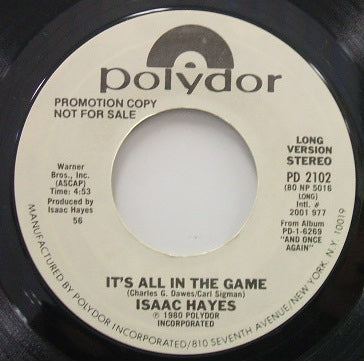 polydor
PROMOTION COPY
NOT FOR SALE
LONG
VERSION
STEREO
PD 2102
(80 NP 5016
LONG)
Intl. #
2001 977
From Album
PD-1-6269
"AND ONCE
AGAIN"
Warner
Bros., Inc.
(ASCAP)
Time: 4:53
Produced by
Isaac Hayes
56
IT'S ALL IN THE GAME
(Charles G. Dawes/Carl Sigman)
ISAAC HAYES
℗ 1980 POLYDOR
INCORPORATED
MANUFACTURED BY POLYDOR INCORPORATED/810 SEVENTH AVENUE/NEW YORK, N.Y. 10019